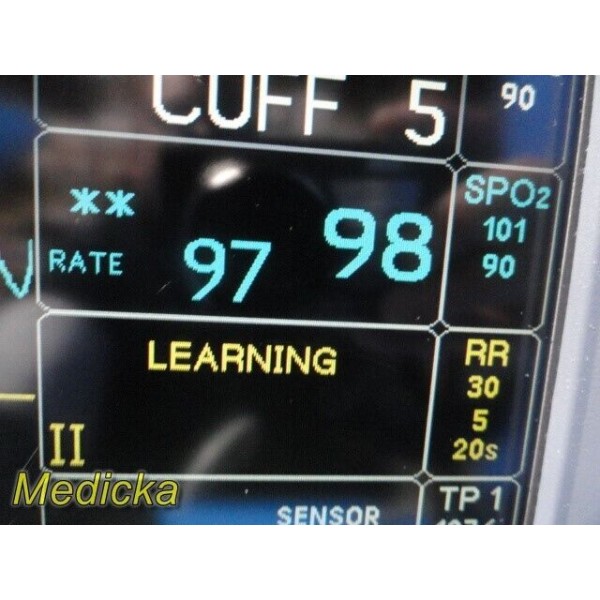 CUFF 5
90
** SPO2
98 101
RATE 97 90
LEARNING RR
30
5
II 20s
Medicka
SENSOR TP 1